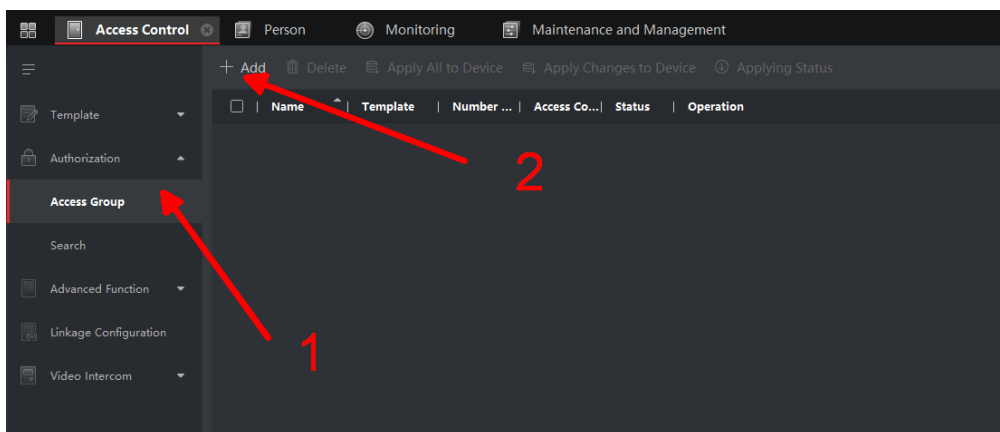 Access Control Person Monitoring Maintenance and Management
Add Delete Apply All to Device Apply Changes to Device Applying Status
Name Template Number ... Access Co... Status Operation
Template
Authorization
Access Group
Search
Advanced Function
Linkage Configuration
Video Intercom
2
1